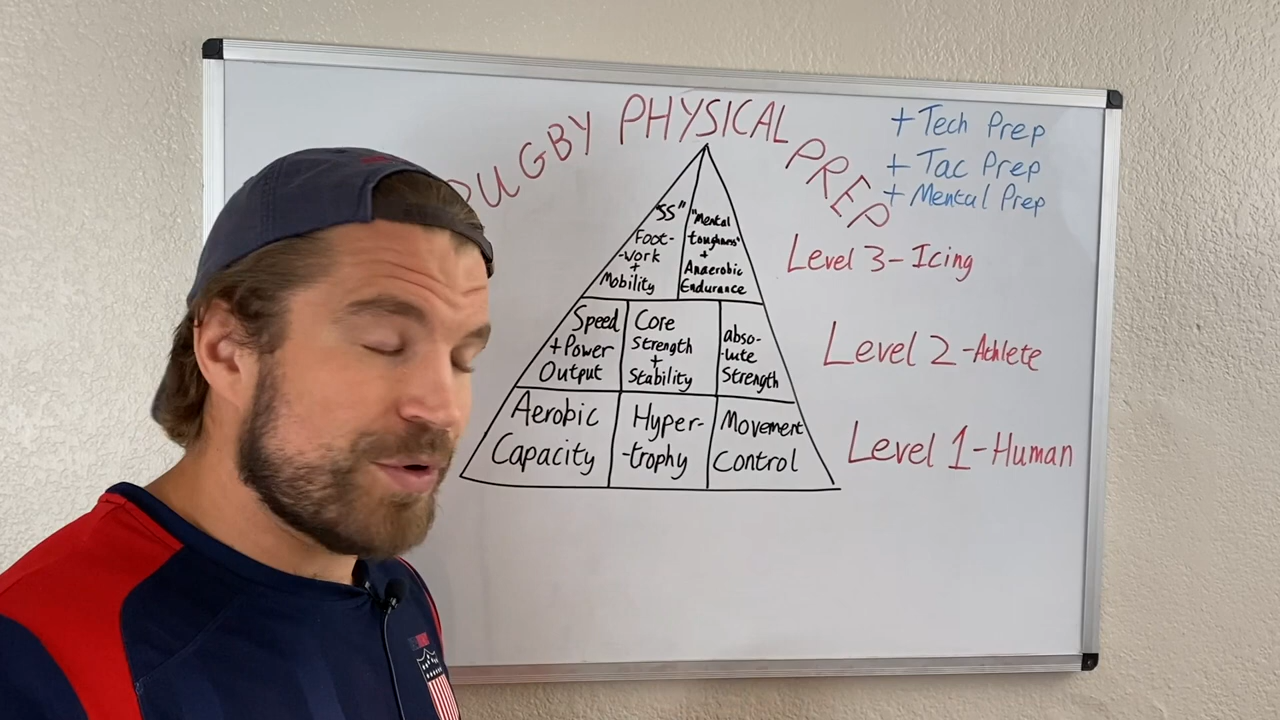 RUGBY PHYSICAL PREP
+ Tech Prep
+ Tac Prep
+ Mental Prep
"SS"
Foot-
-work
+
Mobility
"Mental
toughness"
+
Anaerobic
Endurance
Level 3-Icing
Speed
+Power
Output
Core
Strength
+
Stability
abso-
-lute
Strength
Level 2-Athlete
Aerobic
Capacity
Hyper-
-trophy
Movement
Control
Level 1-Human